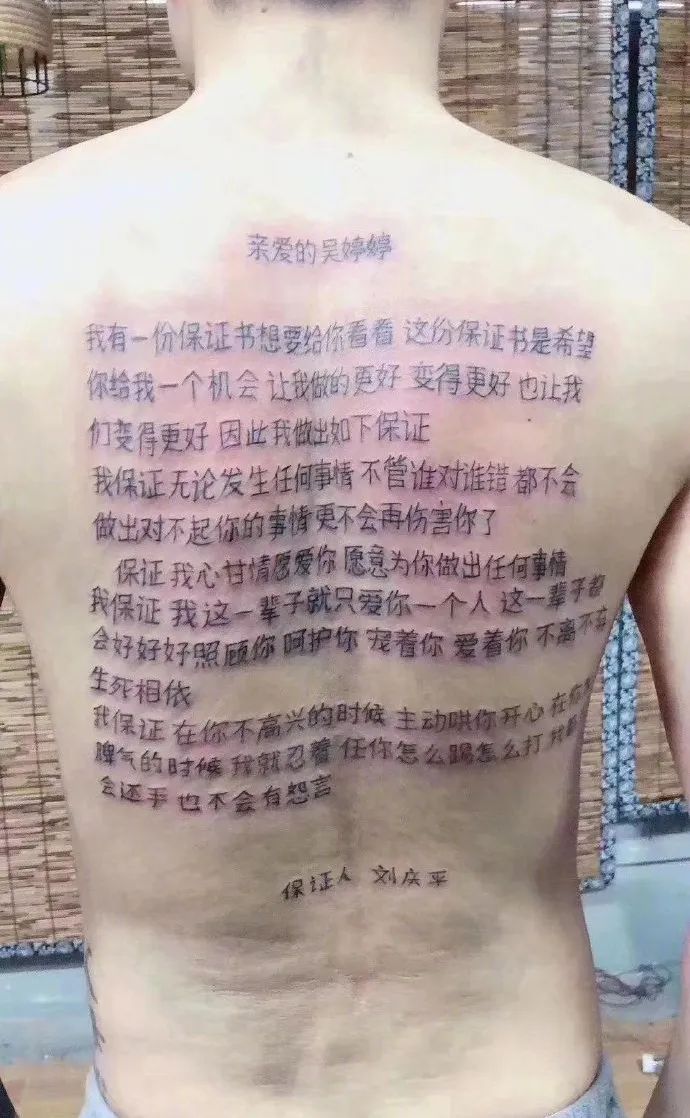 亲爱的吴婷婷
我有一份保证书想要给你看看 这份保证书是希望
你给我一个机会 让我做的更好 变得更好 也让我
们变得更好 因此我做出如下保证
我保证无论发生任何事情 不管谁对谁错 都不会
做出对不起你的事情更不会再伤害你了
保证我心甘情愿爱你 愿意为你做出任何事情
我保证 我这一辈子就只爱你一个人 这一辈子都
会好好好照顾你 呵护你 宠着你 爱着你 不离不
生死相依
我保证 在你不高兴的时候 主动哄你开心 在你
脾气的时候 我就忍着 任你怎么踢怎么打
会还手 也不会有怨言
保证人 刘庆平